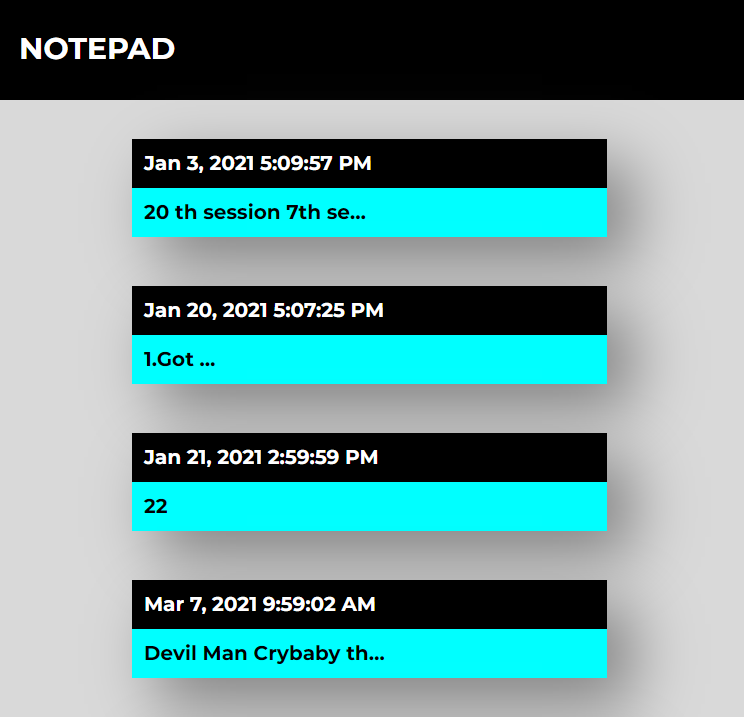 NOTEPAD
Jan 3, 2021 5:09:57 PM
20 th session 7th se...
Jan 20, 2021 5:07:25 PM
1.Got ...
Jan 21, 2021 2:59:59 PM
22
Mar 7, 2021 9:59:02 AM
Devil Man Crybaby th...